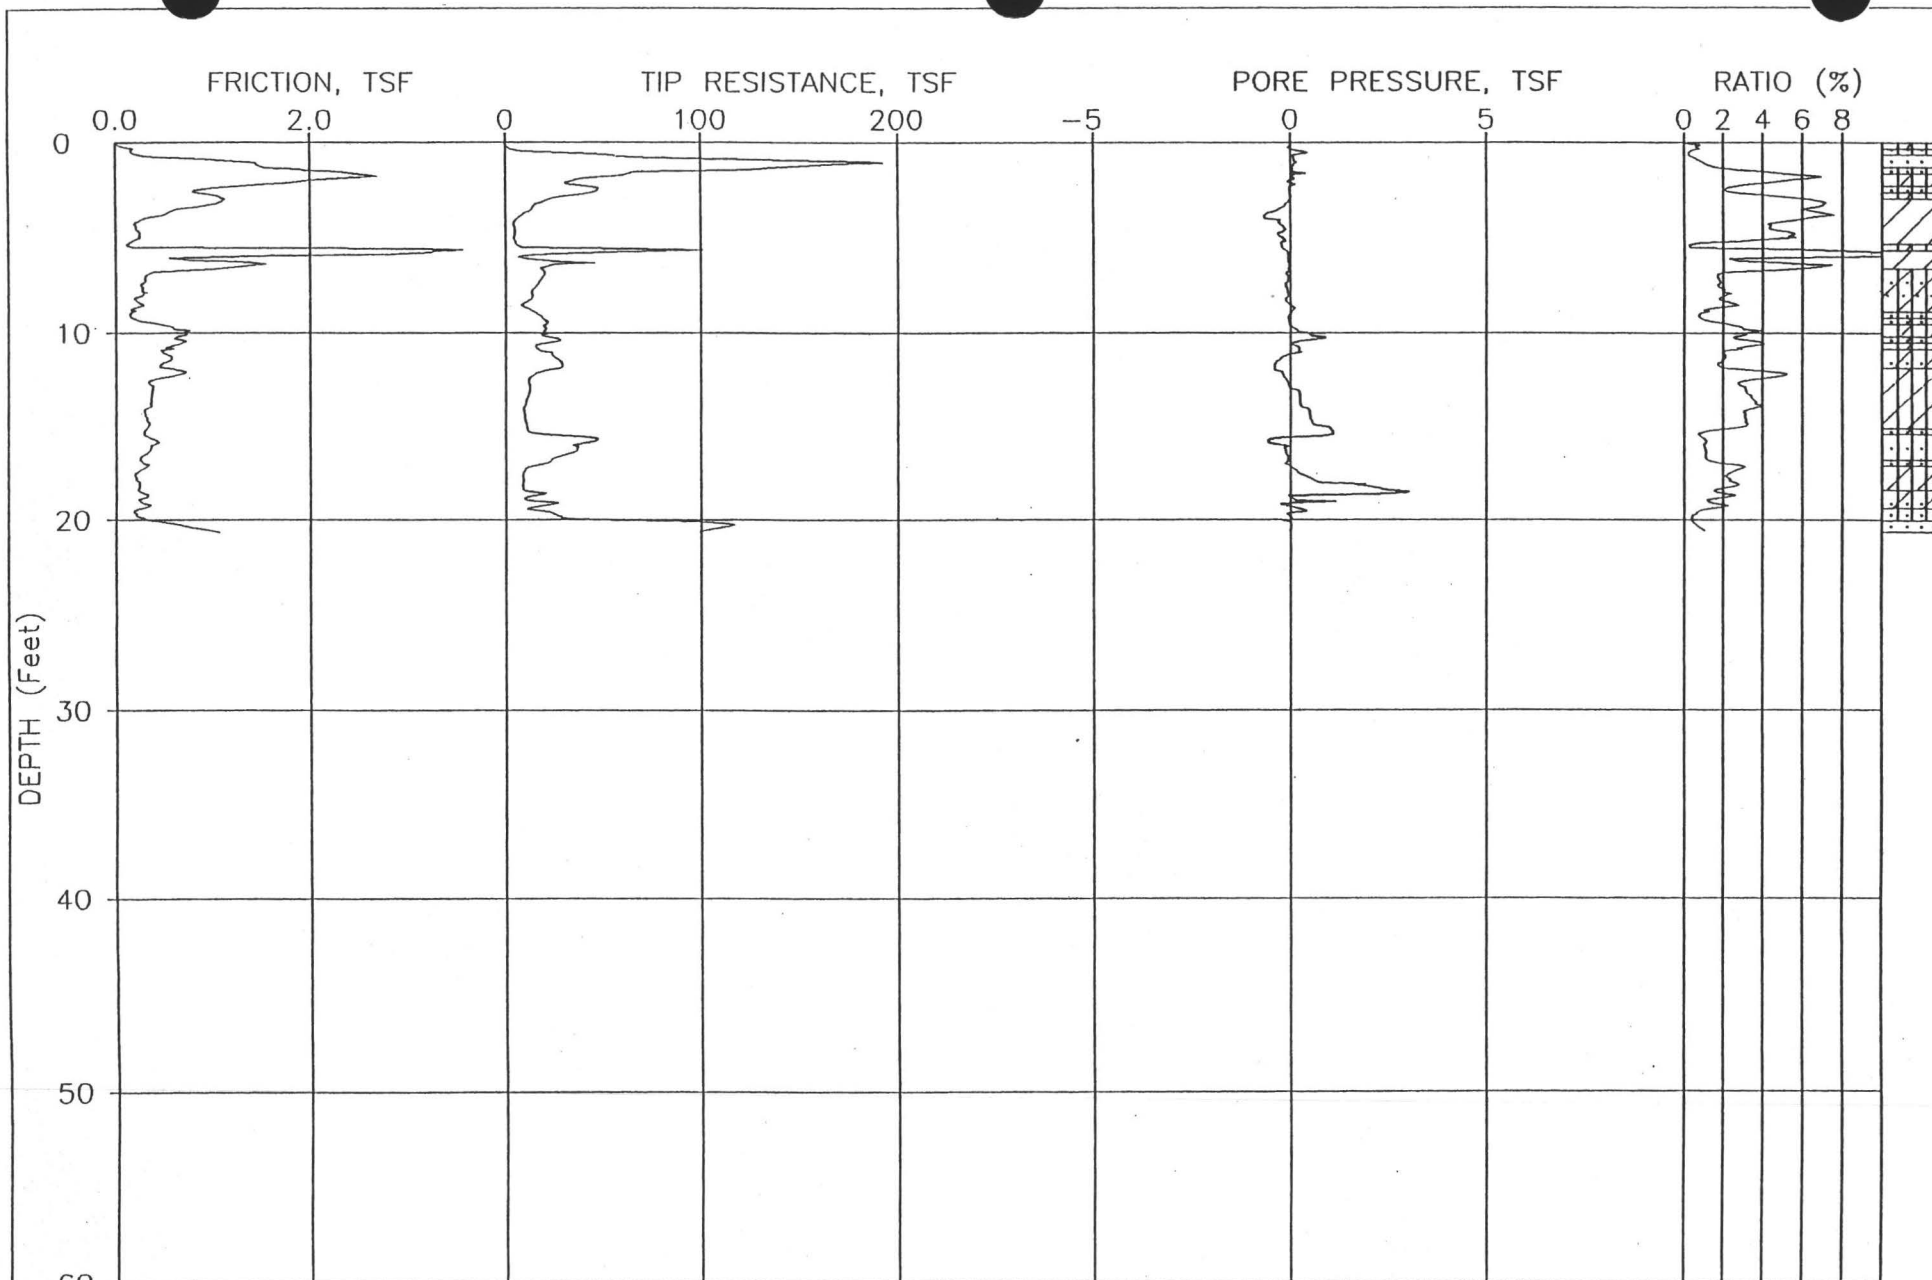 FRICTION, TSF TIP RESISTANCE, TSF PORE PRESSURE, TSF RATIO (%)
0.0 2.0 0 100 200 -5 0 5 0 2 4 6 8
0
10
20
30
40
50
60
DEPTH (Feet)